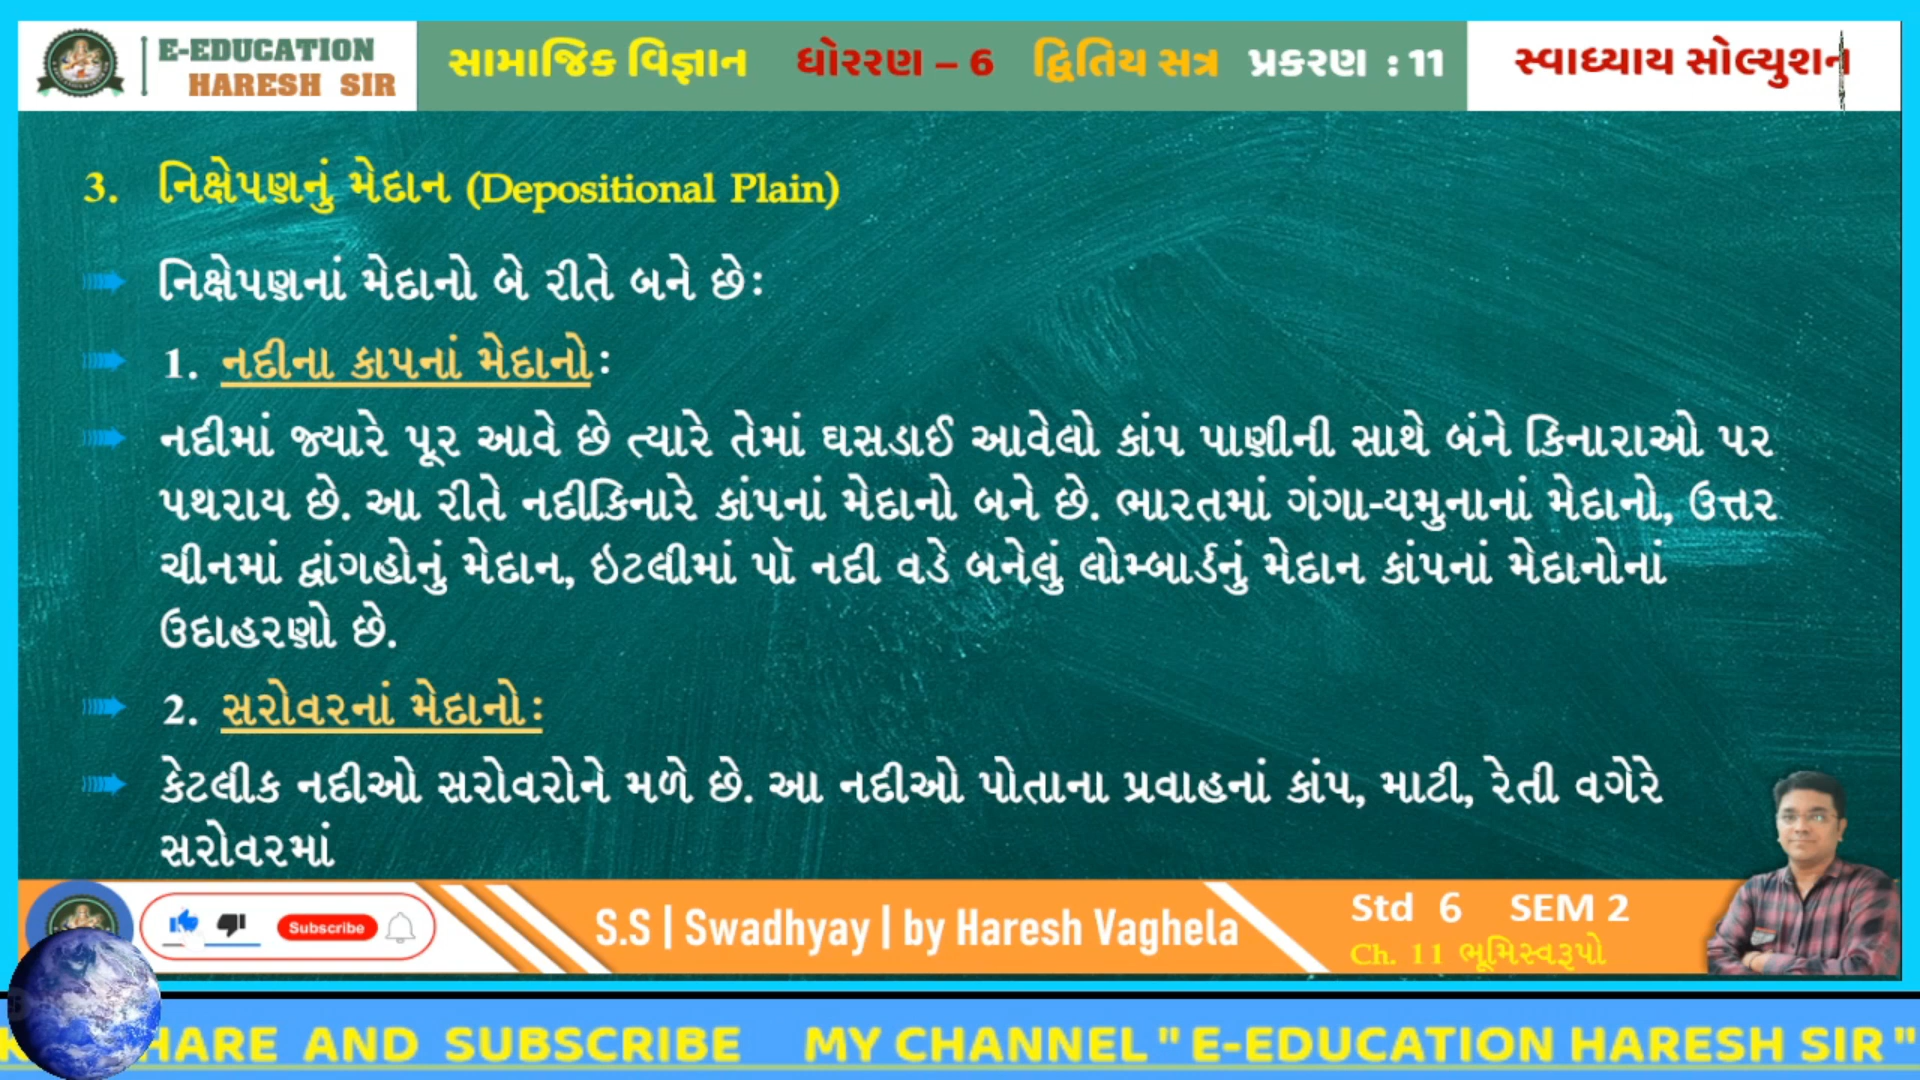 E-EDUCATION
HARESH SIR
સામાજિક વિજ્ઞાન ધોરરણ – 6 દ્વિતિય સત્ર પ્રકરણ : 11
સ્વાધ્યાય સોલ્યુશન
3. નિક્ષેપણનું મેદાન (Depositional Plain)
નિક્ષેપણનાં મેદાનો બે રીતે બને છેઃ
1. નદીના કાપનાં મેદાનોઃ
નદીમાં જ્યારે પૂર આવે છે ત્યારે તેમાં ઘસડાઈ આવેલો કાંપ પાણીની સાથે બંને કિનારાઓ પર
પથરાય છે. આ રીતે નદીકિનારે કાંપનાં મેદાનો બને છે. ભારતમાં ગંગા-યમુનાનાં મેદાનો, ઉત્તર
ચીનમાં દ્વાંગહોનું મેદાન, ઇટલીમાં પૉ નદી વડે બનેલું લોમ્બાર્ડનું મેદાન કાંપનાં મેદાનોનાં
ઉદાહરણો છે.
2. સરોવરનાં મેદાનોઃ
કેટલીક નદીઓ સરોવરોને મળે છે. આ નદીઓ પોતાના પ્રવાહનાં કાંપ, માટી, રેતી વગેરે
સરોવરમાં
Subscribe
S.S | Swadhyay | by Haresh Vaghela
Std 6 SEM 2
Ch. 11 ભૂમિસ્વરૂપો
HARE AND SUBSCRIBE MY CHANNEL "E-EDUCATION HARESH SIR"